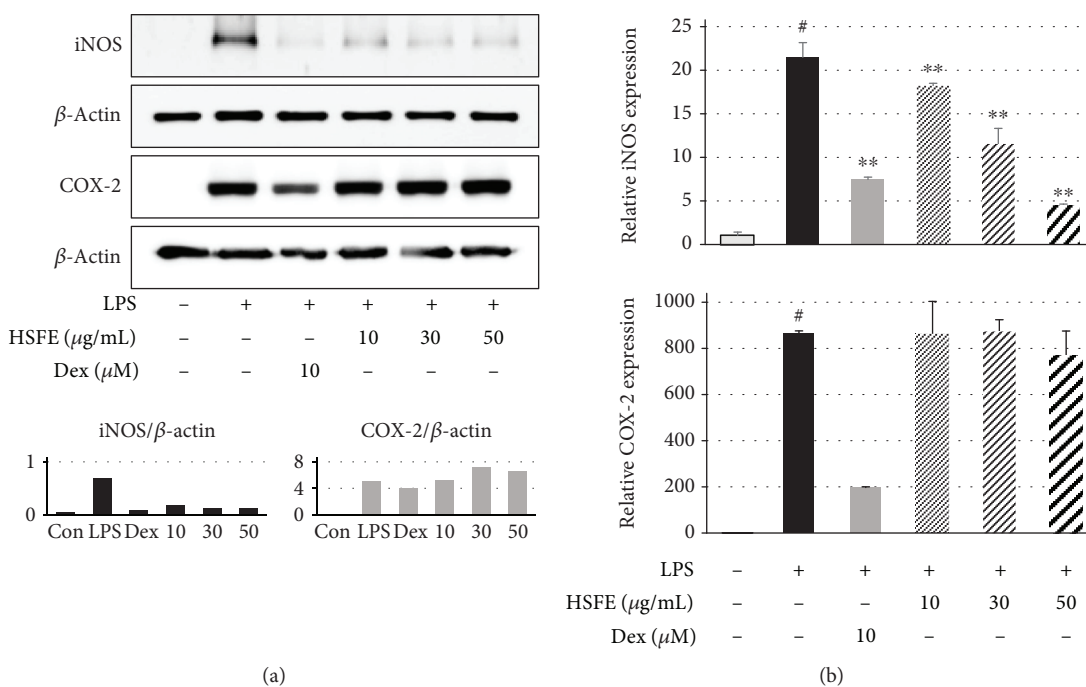 iNOS
β-Actin
COX-2
β-Actin
LPS – + + + + +
HSFE (μg/mL) – – – 10 30 50
Dex (μM) – – 10 – – –
iNOS/β-actin
1
0
Con LPS Dex 10 30 50
COX-2/β-actin
8
4
0
Con LPS Dex 10 30 50
(a)
Relative iNOS expression
25
20
15
10
5
0
#
**
**
**
**
Relative COX-2 expression
1000
800
600
400
200
0
#
LPS – + + + + +
HSFE (μg/mL) – – – 10 30 50
Dex (μM) – – 10 – – –
(b)